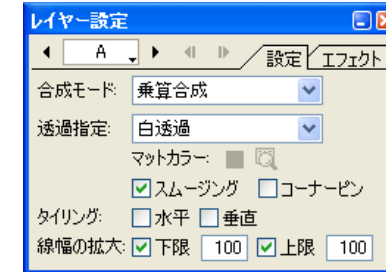 レイヤー設定
A 設定 エフェクト
合成モード: 乗算合成
透過指定: 白透過
マットカラー:
スムージング コーナーピン
タイリング: 水平 垂直
線幅の拡大: 下限 100 上限 100